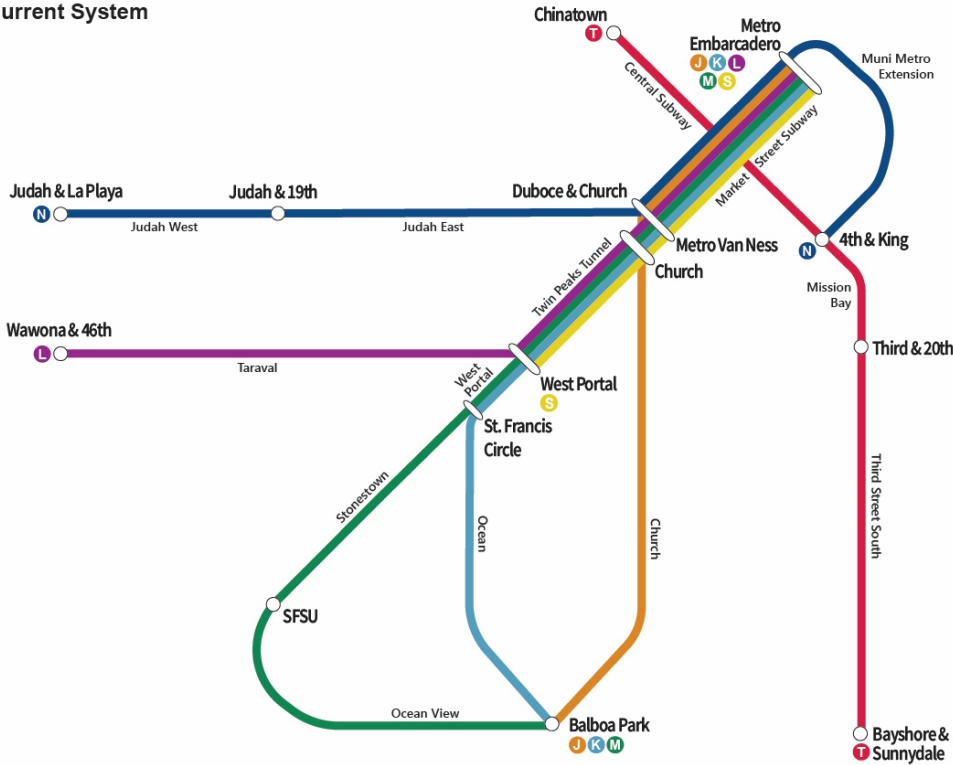 urrent System
Chinatown
T
Metro
Embarcadero
J K L
M S
Muni Metro
Extension
Central Subway
Market Street Subway
Judah & La Playa
N
Judah & 19th
Duboce & Church
Judah West
Judah East
Metro Van Ness
4th & King
N
Church
Twin Peaks Tunnel
Mission
Bay
Wawona & 46th
L
Taraval
Third & 20th
West
Portal
West Portal
S
St. Francis
Circle
Stonestown
Ocean
Church
Third Street South
SFSU
Ocean View
Balboa Park
J K M
Bayshore &
T Sunnydale